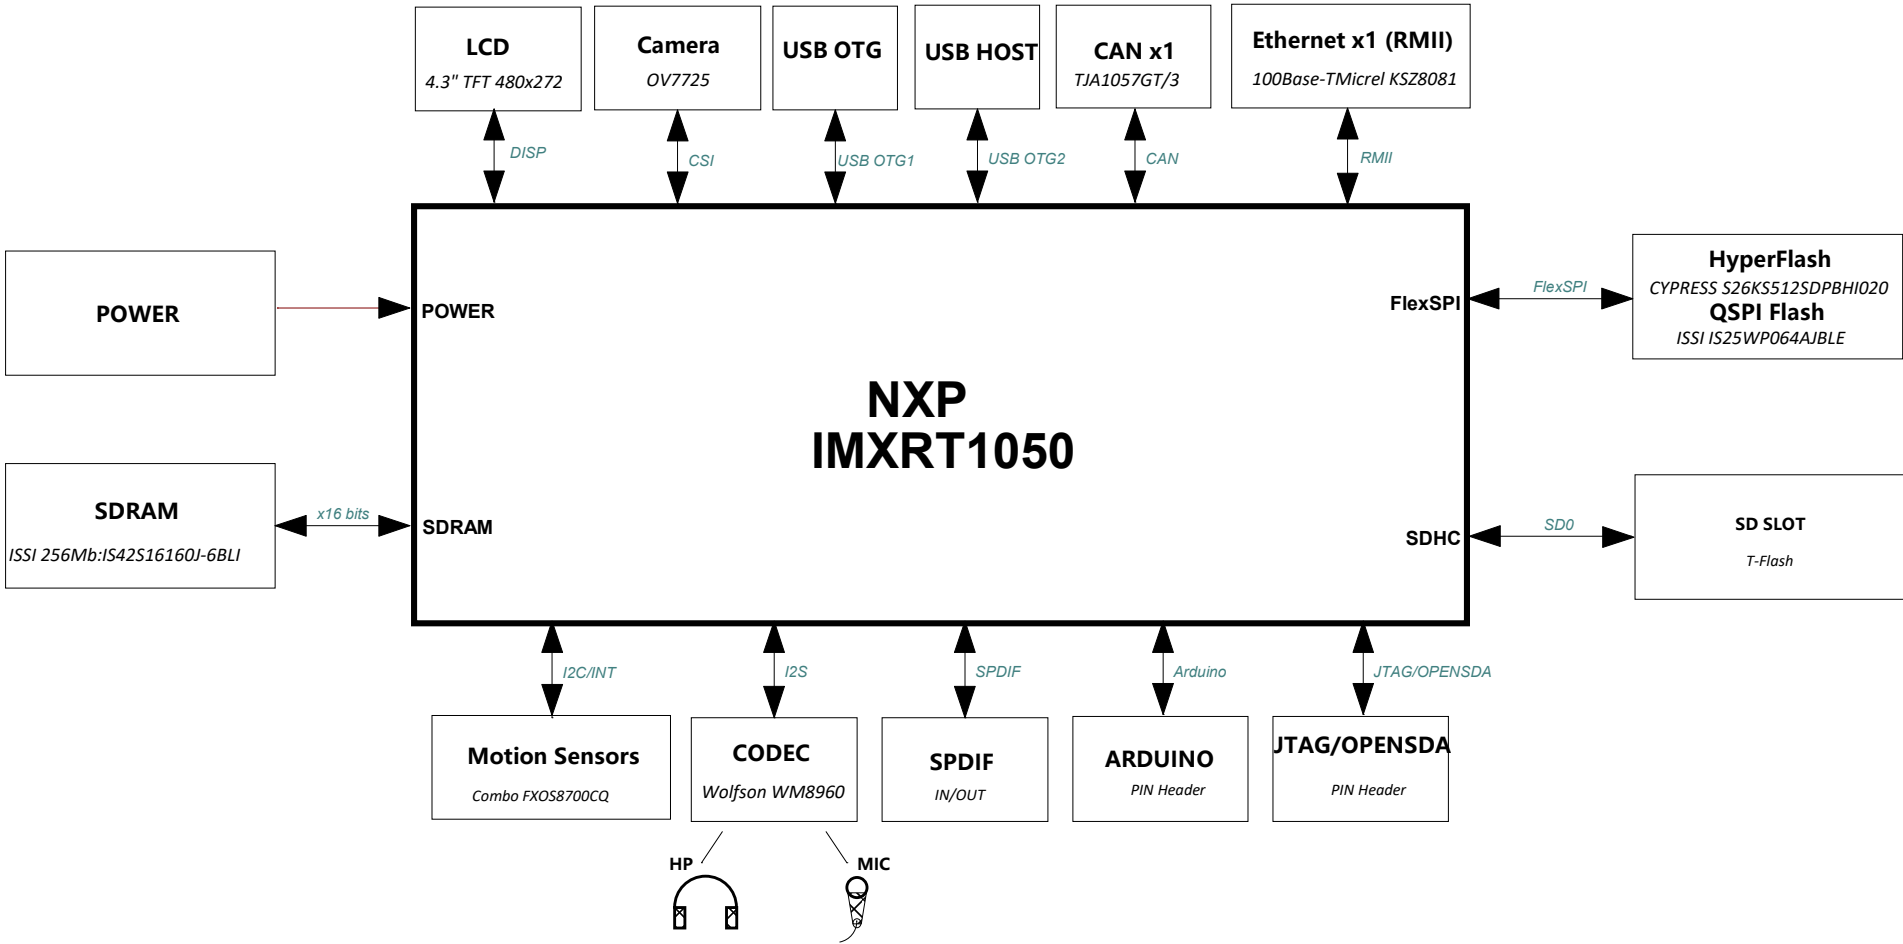 LCD
4.3" TFT 480x272
Camera
OV7725
USB OTG
USB HOST
CAN x1
TJA1057GT/3
Ethernet x1 (RMII)
100Base-TMicrel KSZ8081
DISP
CSI
USB OTG1
USB OTG2
CAN
RMII
POWER
POWER
FlexSPI
FlexSPI
HyperFlash
CYPRESS S26KS512SDPBHI020
QSPI Flash
ISSI IS25WP064AJBLE
NXP
IMXRT1050
SDRAM
ISSI 256Mb:IS42S16160J-6BLI
x16 bits
SDRAM
SDHC
SD0
SD SLOT
T-Flash
I2C/INT
I2S
SPDIF
Arduino
JTAG/OPENSDA
Motion Sensors
Combo FXOS8700CQ
CODEC
Wolfson WM8960
SPDIF
IN/OUT
ARDUINO
PIN Header
JTAG/OPENSDA
PIN Header
HP
MIC